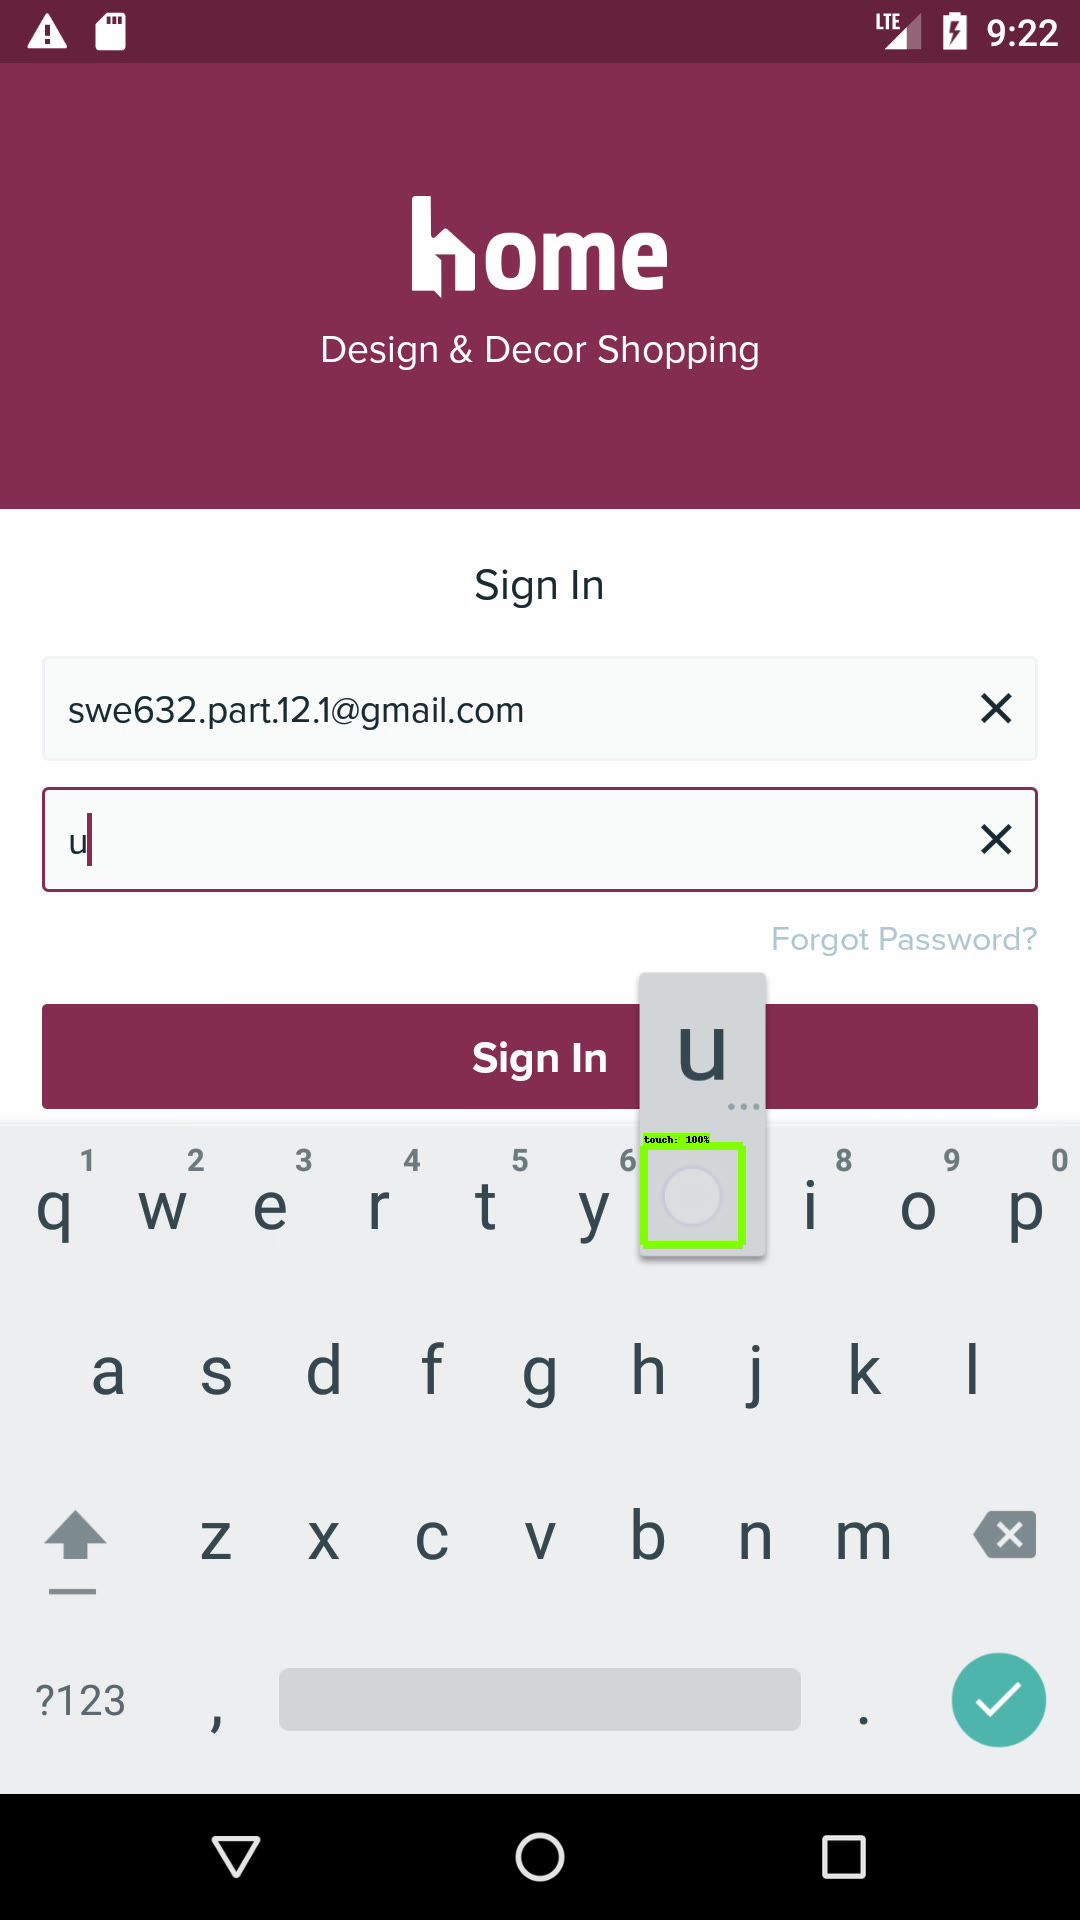 LTE 9:22
home
Design & Decor Shopping
Sign In
swe632.part.12.1@gmail.com
u
Forgot Password?
Sign In
u
touch: 100%
1 2 3 4 5 6 8 9 0
q w e r t y i o p
a s d f g h j k l
z x c v b n m
?123 , .